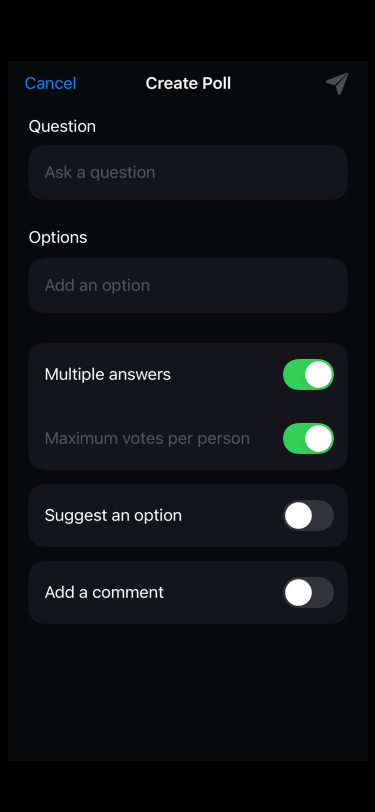 Cancel
Create Poll
Question
Ask a question
Options
Add an option
Multiple answers
Maximum votes per person
Suggest an option
Add a comment